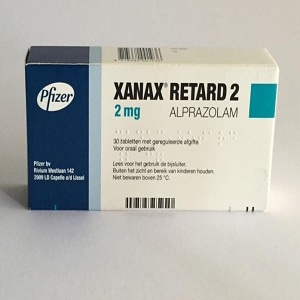 Pfizer
XANAX® RETARD 2
2 mg
ALPRAZOLAM
30 tabletten met gereguleerde afgifte
Voor oraal gebruik
Lees voor het gebruik de bijsluiter.
Buiten het zicht en bereik van kinderen houden.
Niet bewaren boven 25 °C.
Pfizer bv
Rivium Westlaan 142
2909 LD Capelle a/d IJssel